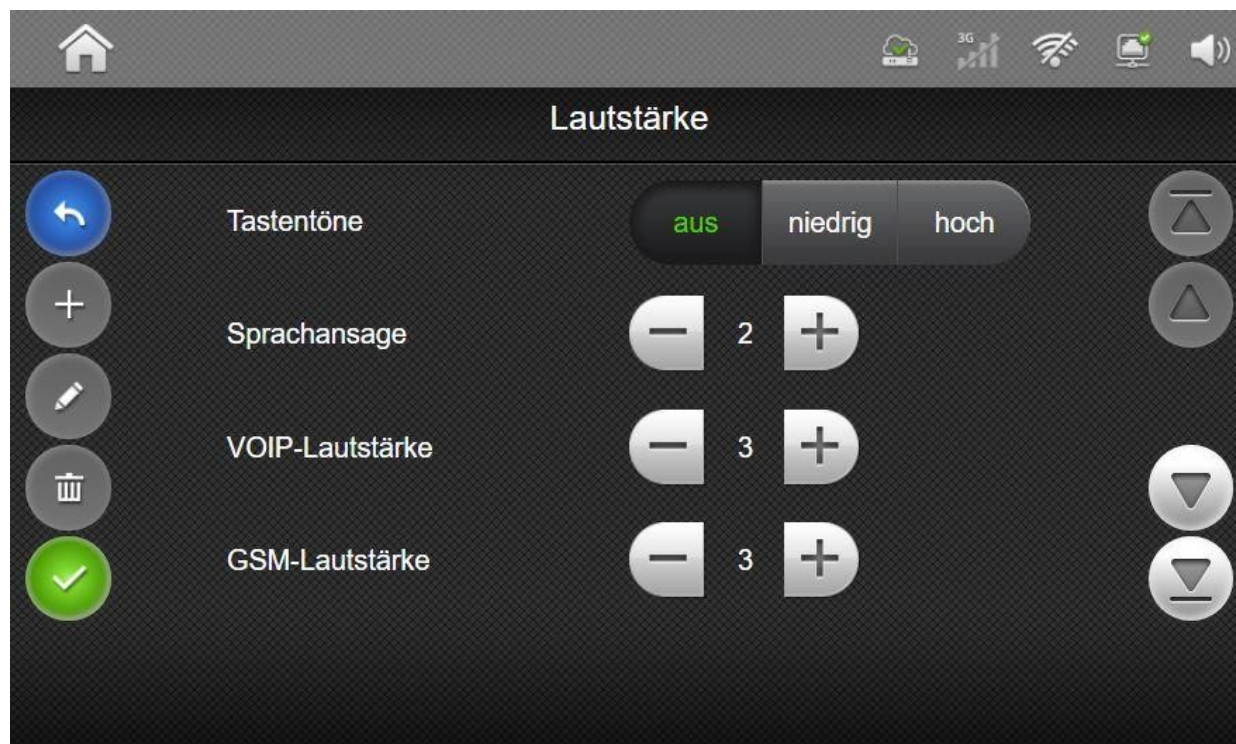 3G
Lautstärke
Tastentöne aus niedrig hoch
Sprachansage 2
VOIP-Lautstärke 3
GSM-Lautstärke 3